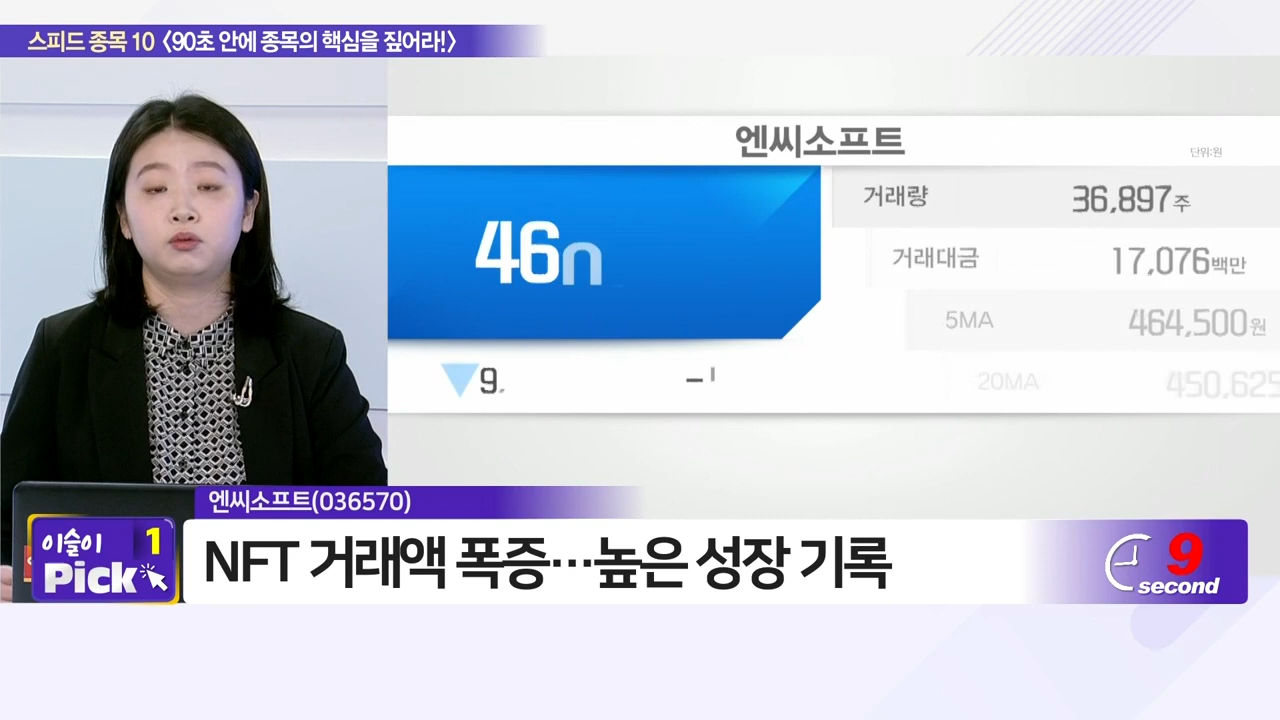 스피드 종목 10 <90초 안에 종목의 핵심을 짚어라!>
엔씨소프트
단위:원
46
거래량 36,897주
거래대금 17,076백만
5MA 464,500원
20MA 450,625
▼9
엔씨소프트(036570)
이슬이 1
Pick
NFT 거래액 폭증…높은 성장 기록
9
second